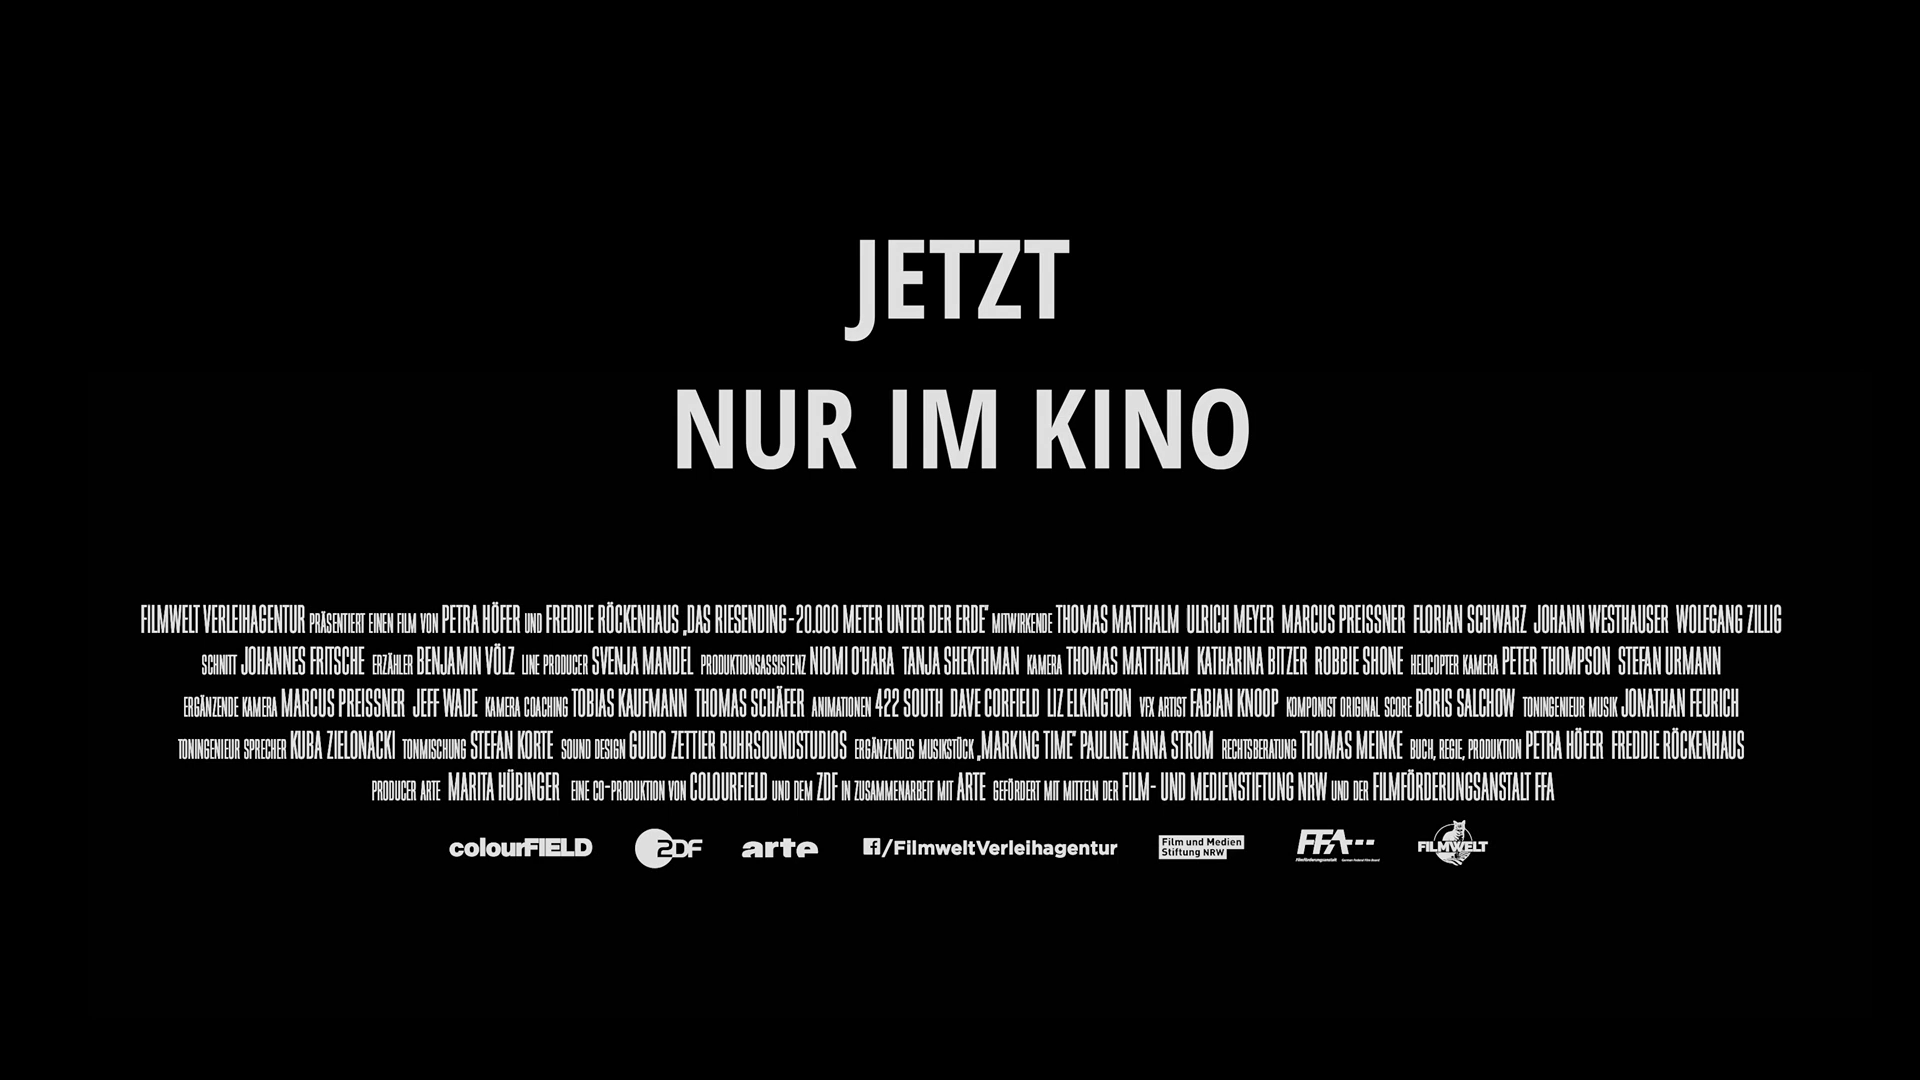 JETZT
NUR IM KINO
FILMWELT VERLEIHAGENTUR PRÄSENTIERT EINEN FILM VON PETRA HÖFER UND FREDDIE RÖCKENHAUS „DAS RIESENDING - 20.000 METER UNTER DER ERDE“ MITWIRKENDE THOMAS MATTHALM ULRICH MEYER MARCUS PREISSNER FLORIAN SCHWARZ JOHANN WESTHAUSER WOLFGANG ZILLIG
SCHNITT JOHANNES FRITSCHE ERZÄHLER BENJAMIN VÖLZ LINE PRODUCER SVENJA MANDEL PRODUKTIONSASSISTENZ NIOMI O'HARA TANJA SHEKTHMAN KAMERA THOMAS MATTHALM KATHARINA BITZER ROBBIE SHONE HELICOPTER KAMERA PETER THOMPSON STEFAN URMANN
ERGÄNZENDE KAMERA MARCUS PREISSNER JEFF WADE KAMERA COACHING TOBIAS KAUFMANN THOMAS SCHÄFER ANIMATIONEN 422 SOUTH DAVE CORFIELD LIZ ELKINGTON VFX ARTIST FABIAN KNOOP KOMPONIST ORIGINAL SCORE BORIS SALCHOW TONINGENIEUR MUSIK JONATHAN FEURICH
TONINGENIEUR SPRECHER KUBA ZIELONACKI TONMISCHUNG STEFAN KORTE SOUND DESIGN GUIDO ZETTIER RUHRSOUNDSTUDIOS ERGÄNZENDES MUSIKSTÜCK „MARKING TIME“ PAULINE ANNA STROM RECHTSBERATUNG THOMAS MEINKE BUCH, REGIE, PRODUKTION PETRA HÖFER FREDDIE RÖCKENHAUS
PRODUCER ARTE MARITA HÜBINGER EINE CO-PRODUKTION VON COLOURFIELD UND DEM ZDF IN ZUSAMMENARBEIT MIT ARTE GEFÖRDERT MIT MITTELN DER FILM- UND MEDIENSTIFTUNG NRW UND DER FILMFÖRDERUNGSANSTALT FFA
colourFIELD ZDF arte f/FilmweltVerleihagentur Film und Medien Stiftung NRW FFA Filmförderungsanstalt German Federal Film Board FILMWELT